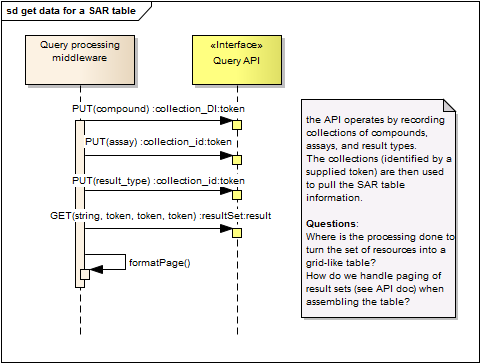 sd get data for a SAR table
Query processing
middleware
«Interface»
Query API
PUT(compound) :collection_DI:token
PUT(assay) :collection_id:token
PUT(result_type) :collection_id:token
GET(string, token, token, token) :resultSet:result
formatPage()
the API operates by recording
collections of compounds,
assays, and result types.
The collections (identified by a
supplied token) are then used
to pull the SAR table
information.
Questions:
Where is the processing done to
turn the set of resources into a
grid-like table?
How do we handle paging of
result sets (see API doc) when
assembling the table?